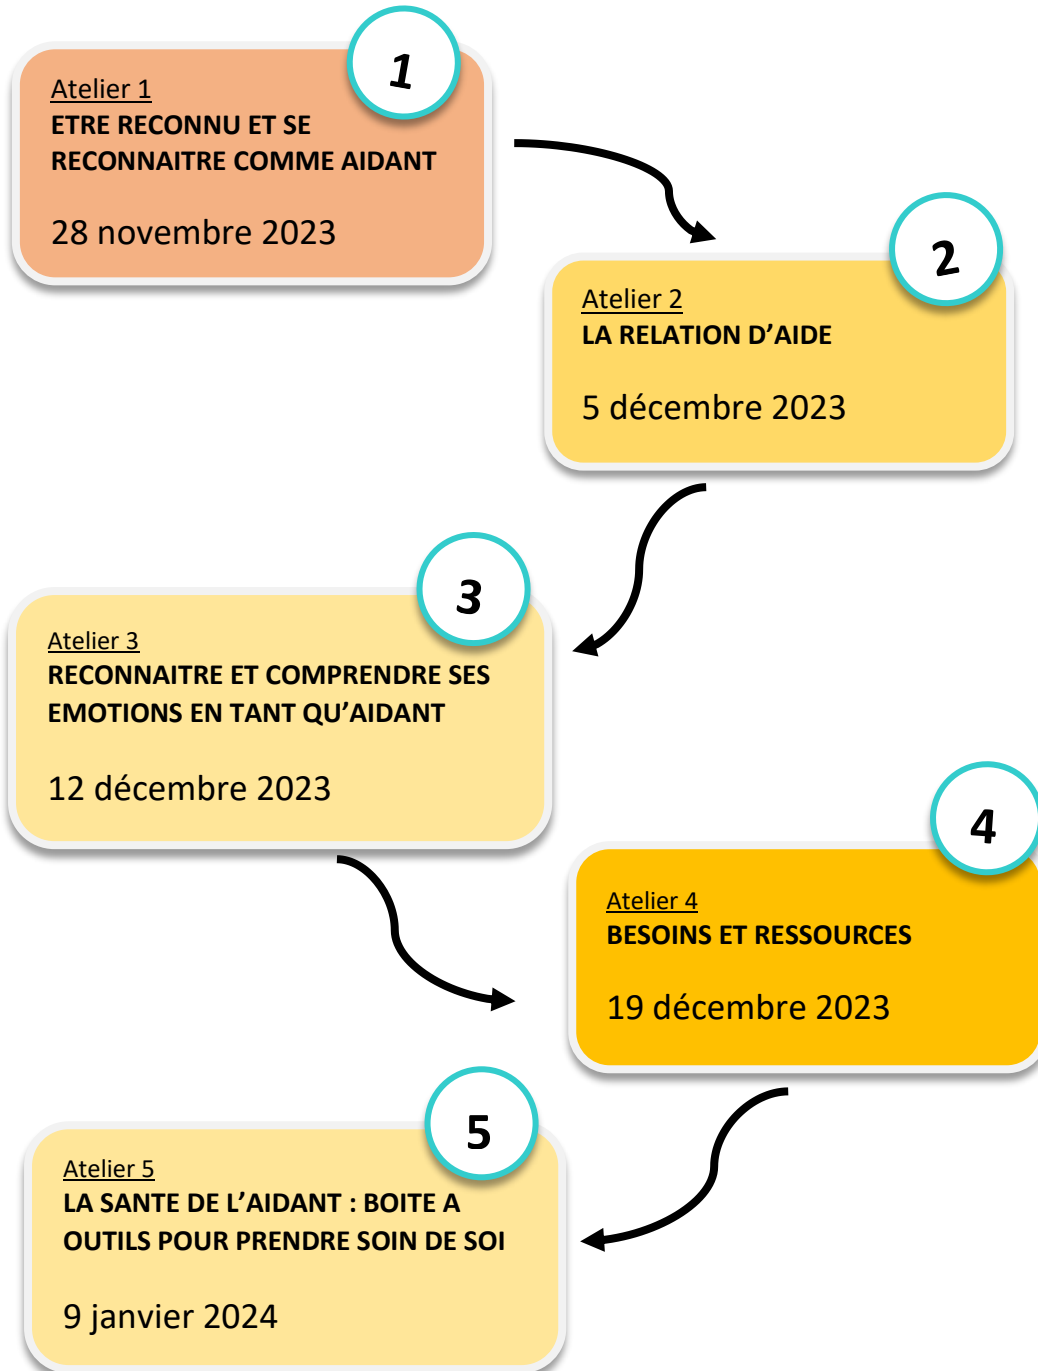 1
Atelier 1
ETRE RECONNU ET SE
RECONNAITRE COMME AIDANT
28 novembre 2023
2
Atelier 2
LA RELATION D’AIDE
5 décembre 2023
3
Atelier 3
RECONNAITRE ET COMPRENDRE SES
EMOTIONS EN TANT QU’AIDANT
12 décembre 2023
4
Atelier 4
BESOINS ET RESSOURCES
19 décembre 2023
5
Atelier 5
LA SANTE DE L’AIDANT : BOITE A
OUTILS POUR PRENDRE SOIN DE SOI
9 janvier 2024